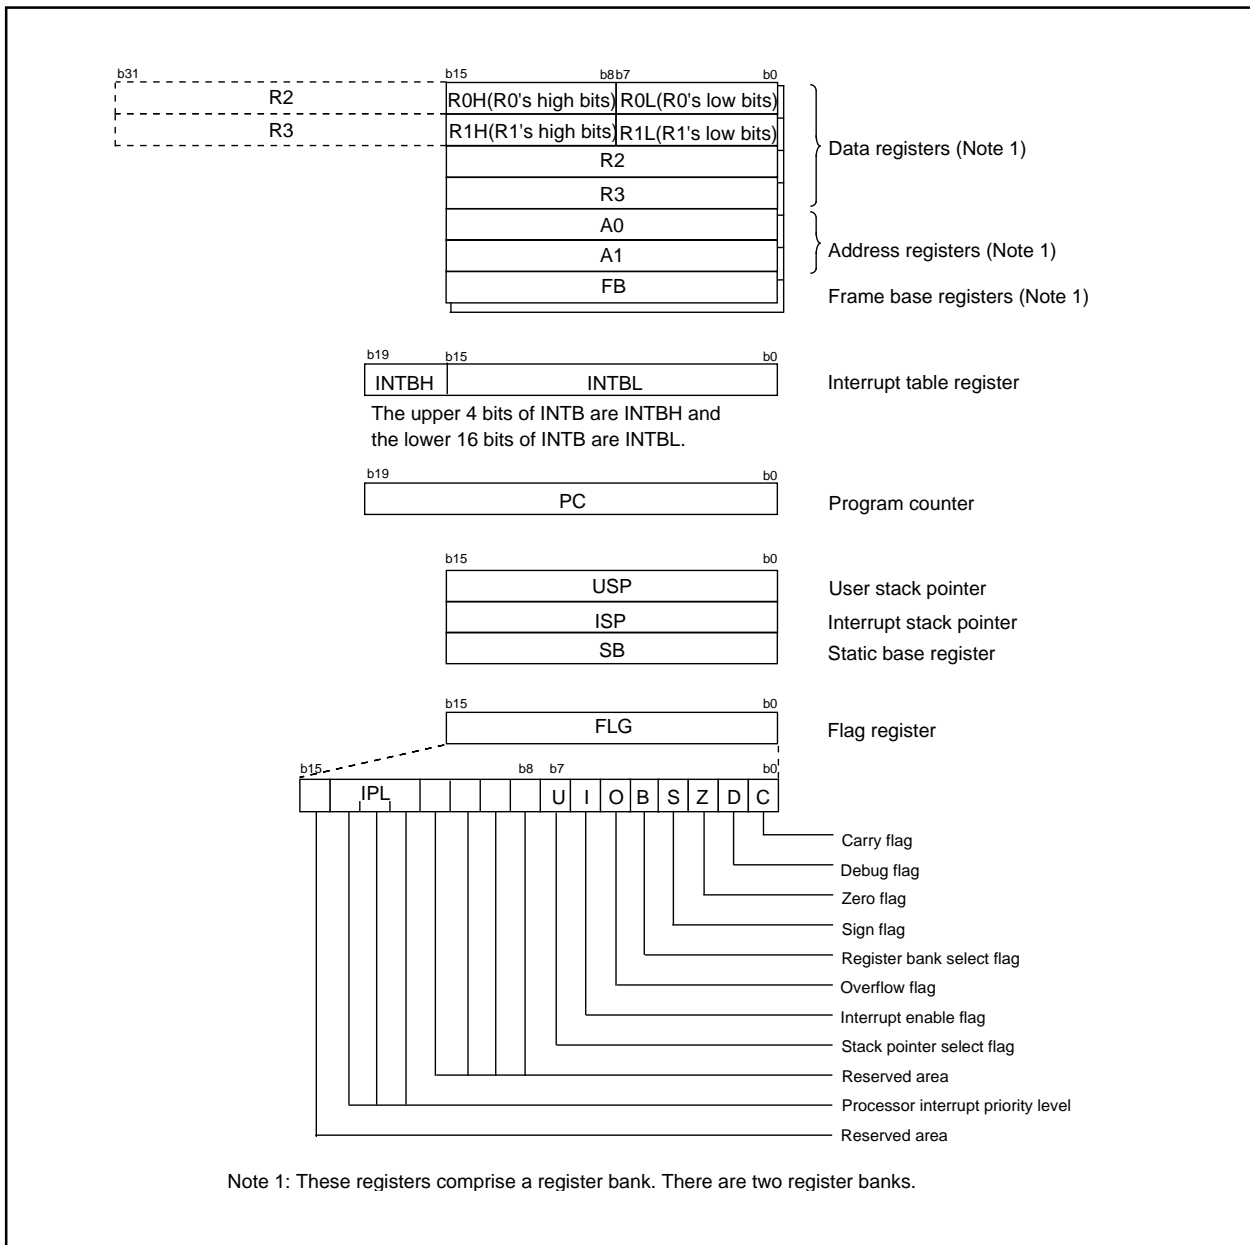 b31 b15 b8b7 b0
R2 R0H(R0's high bits) R0L(R0's low bits)
R3 R1H(R1's high bits) R1L(R1's low bits)
Data registers (Note 1)
R2
R3
A0
A1
Address registers (Note 1)
FB
Frame base registers (Note 1)
b19 b15 b0
INTBH INTBL Interrupt table register
The upper 4 bits of INTB are INTBH and
the lower 16 bits of INTB are INTBL.
b19 b0
PC Program counter
b15 b0
USP User stack pointer
ISP Interrupt stack pointer
SB Static base register
b15 b0
FLG Flag register
b15 b8 b7 b0
IPL U I O B S Z D C
Carry flag
Debug flag
Zero flag
Sign flag
Register bank select flag
Overflow flag
Interrupt enable flag
Stack pointer select flag
Reserved area
Processor interrupt priority level
Reserved area
Note 1: These registers comprise a register bank. There are two register banks.